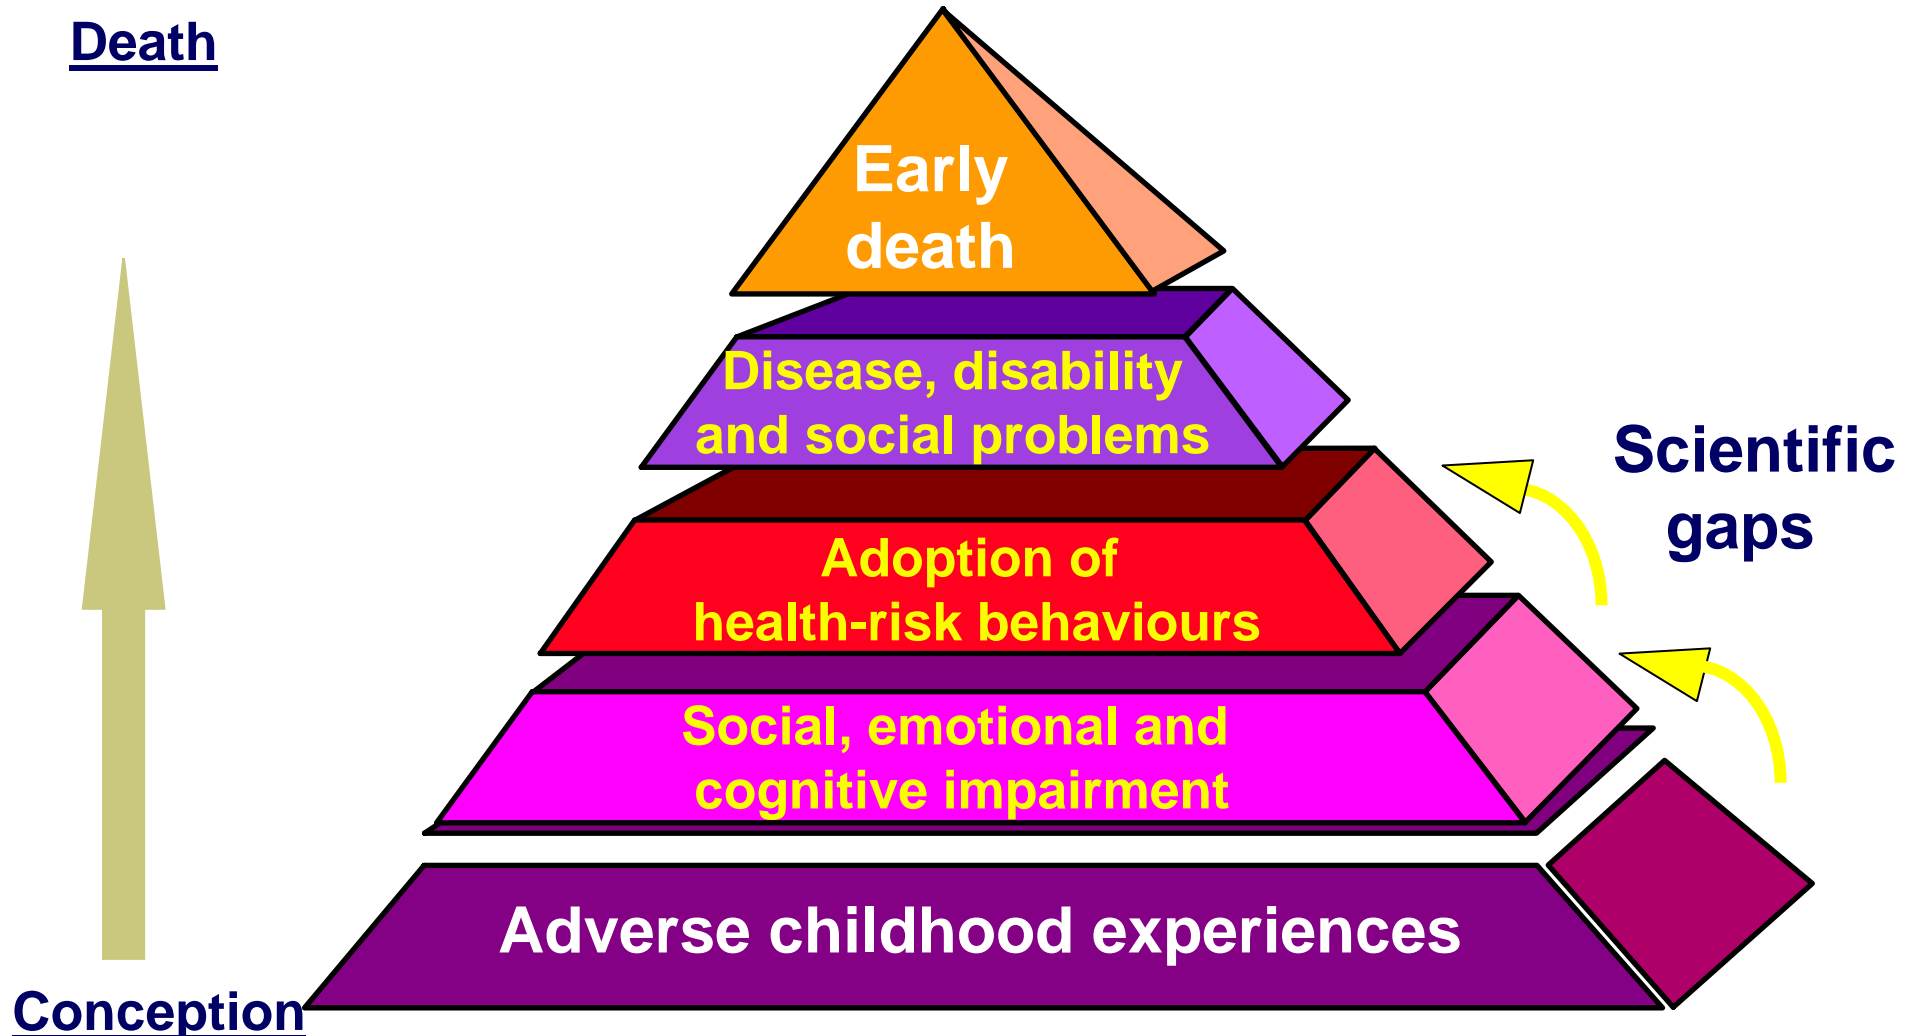 Death
Early
death
Disease, disability
and social problems
Scientific
gaps
Adoption of
health-risk behaviours
Social, emotional and
cognitive impairment
Adverse childhood experiences
Conception